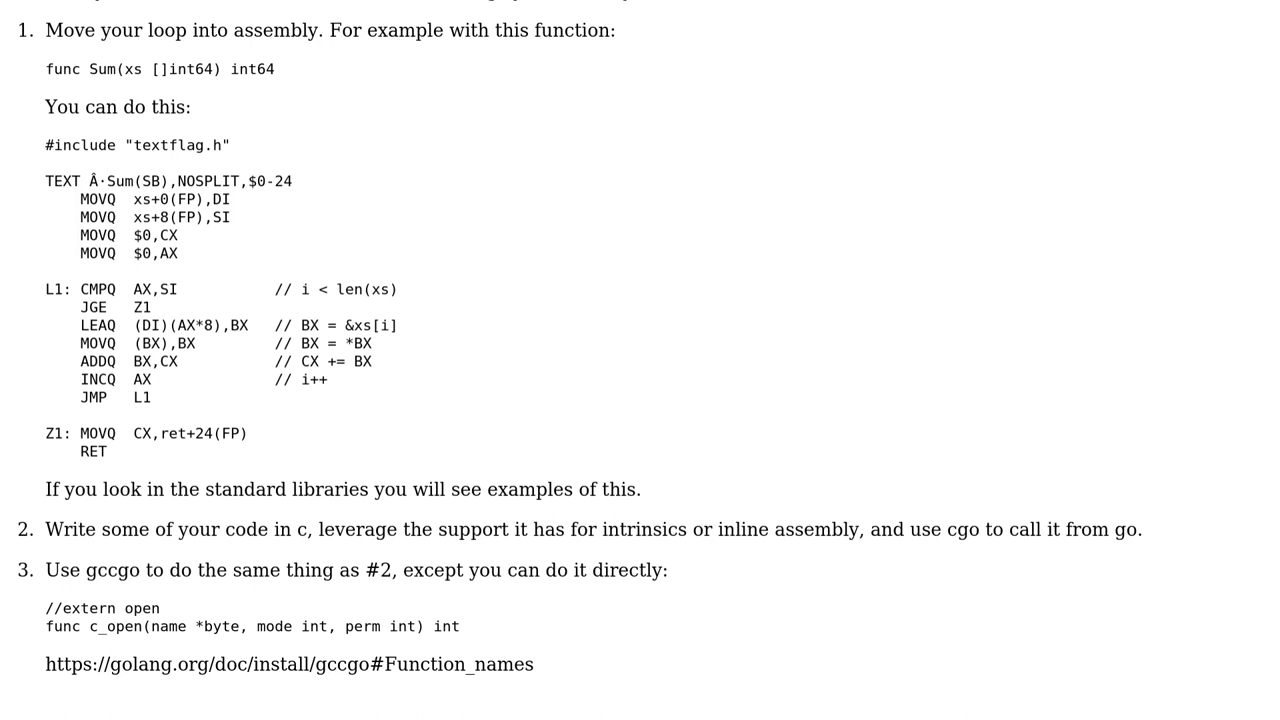 1. Move your loop into assembly. For example with this function:
func Sum(xs []int64) int64
You can do this:
#include "textflag.h"
TEXT Â·Sum(SB),NOSPLIT,$0-24
MOVQ xs+0(FP),DI
MOVQ xs+8(FP),SI
MOVQ $0,CX
MOVQ $0,AX
L1: CMPQ AX,SI // i < len(xs)
JGE Z1
LEAQ (DI)(AX*8),BX // BX = &xs[i]
MOVQ (BX),BX // BX = *BX
ADDQ BX,CX // CX += BX
INCQ AX // i++
JMP L1
Z1: MOVQ CX,ret+24(FP)
RET
If you look in the standard libraries you will see examples of this.
2. Write some of your code in c, leverage the support it has for intrinsics or inline assembly, and use cgo to call it from go.
3. Use gccgo to do the same thing as #2, except you can do it directly:
//extern open
func c_open(name *byte, mode int, perm int) int
https://golang.org/doc/install/gccgo#Function_names